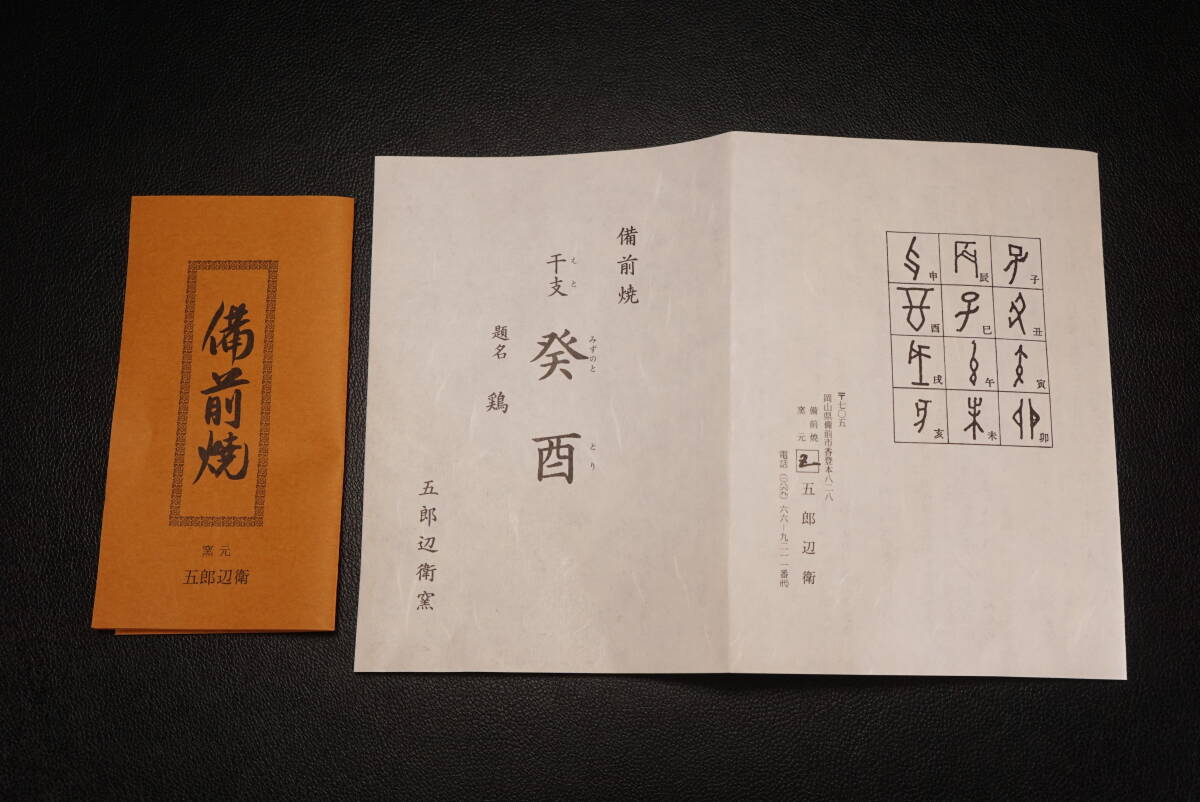 備前焼
窯元
五郎辺衛
備前焼
干支 癸酉
えと みずのと とり
題名 鶏
五郎辺衛窯
〒七〇五
岡山県備前市香登本八二八
備前焼
窯元
五郎辺衛
子
丑
寅
卯
辰
巳
午
未
申
酉
戌
亥